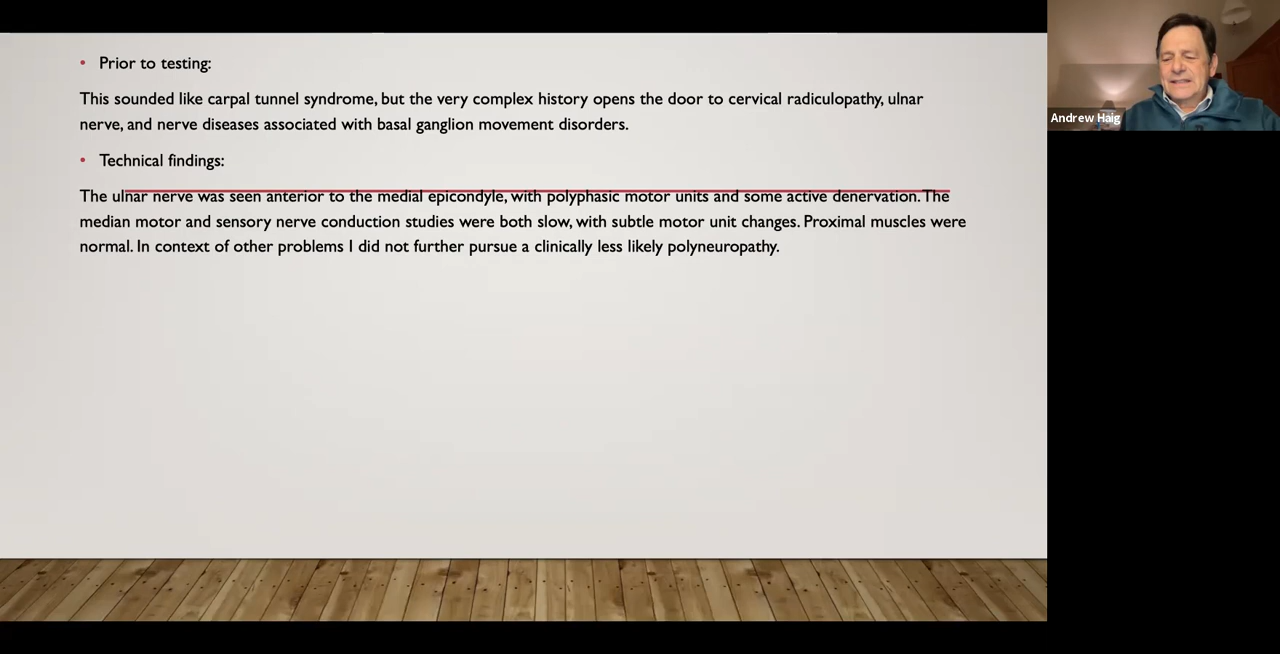 • Prior to testing:
This sounded like carpal tunnel syndrome, but the very complex history opens the door to cervical radiculopathy, ulnar
nerve, and nerve diseases associated with basal ganglion movement disorders.
• Technical findings:
The ulnar nerve was seen anterior to the medial epicondyle, with polyphasic motor units and some active denervation. The
median motor and sensory nerve conduction studies were both slow, with subtle motor unit changes. Proximal muscles were
normal. In context of other problems I did not further pursue a clinically less likely polyneuropathy.
Andrew Haig